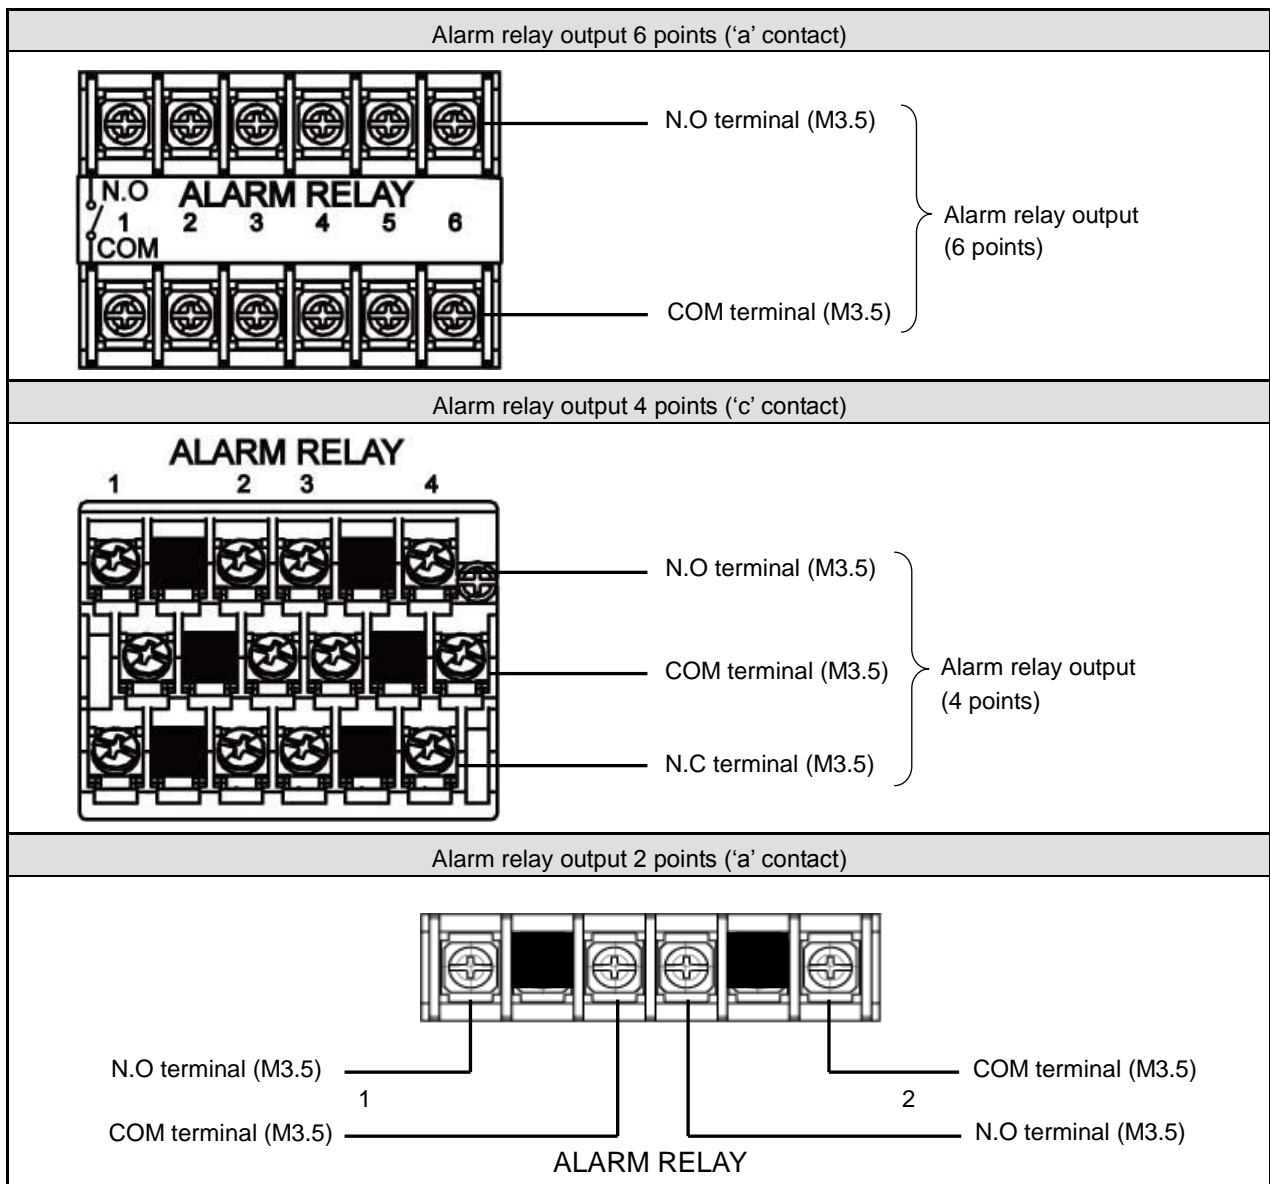 Alarm relay output 6 points (‘a’ contact)
N.O terminal (M3.5)
N.O ALARM RELAY
1 2 3 4 5 6
COM
Alarm relay output
(6 points)
COM terminal (M3.5)
Alarm relay output 4 points (‘c’ contact)
ALARM RELAY
1 2 3 4
N.O terminal (M3.5)
COM terminal (M3.5)
Alarm relay output
(4 points)
N.C terminal (M3.5)
Alarm relay output 2 points (‘a’ contact)
N.O terminal (M3.5)
COM terminal (M3.5)
1 2
COM terminal (M3.5)
N.O terminal (M3.5)
ALARM RELAY